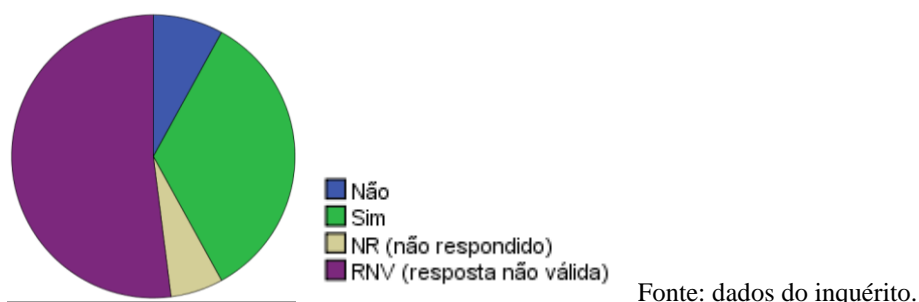 Não
Sim
NR (não respondido)
RNV (resposta não válida)
Fonte: dados do inquérito.